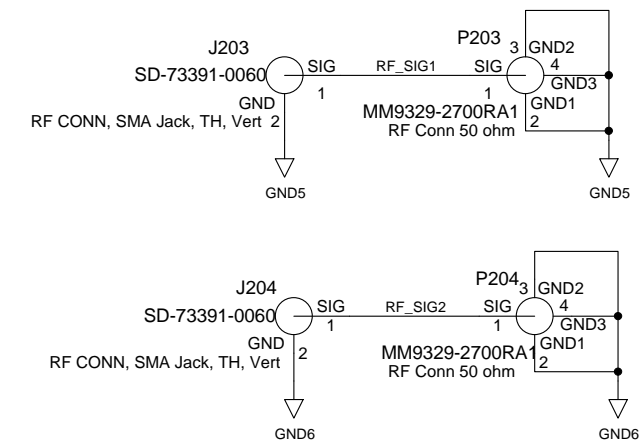 J203
SD-73391-0060
SIG
1
RF_SIG1
GND
2
RF CONN, SMA Jack, TH, Vert
GND5
P203
3
GND2
4
GND3
SIG
1
GND1
2
MM9329-2700RA1
RF Conn 50 ohm
GND5
J204
SD-73391-0060
SIG
1
RF_SIG2
GND
2
RF CONN, SMA Jack, TH, Vert
GND6
P204
3
GND2
4
GND3
SIG
1
GND1
2
MM9329-2700RA1
RF Conn 50 ohm
GND6